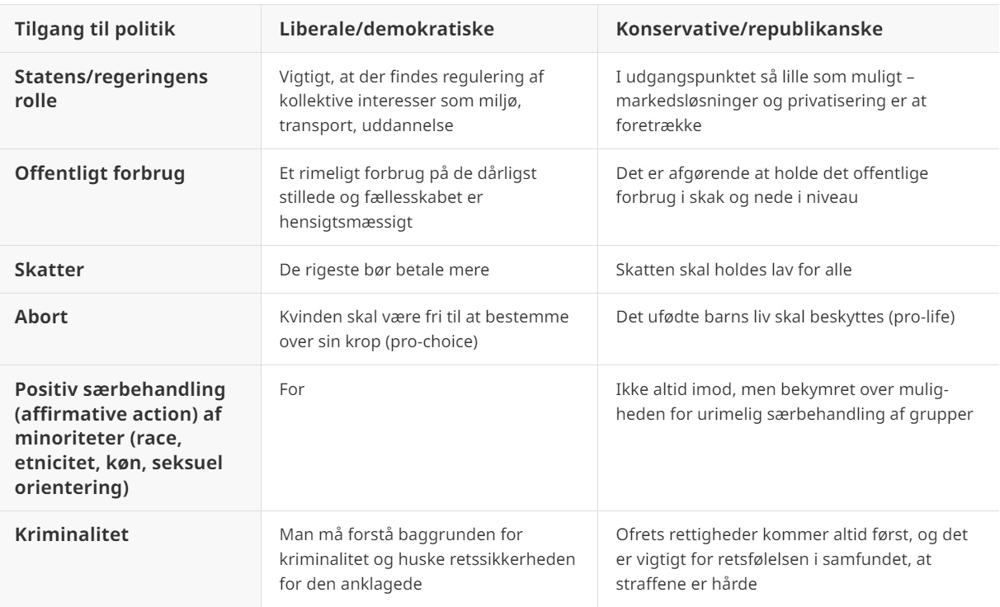 Tilgang til politik
Liberale/demokratiske
Konservative/republikanske
Statens/regeringens
rolle
Vigtigt, at der findes regulering af
kollektive interesser som miljø,
transport, uddannelse
I udgangspunktet så lille som muligt –
markedsløsninger og privatisering er at
foretrække
Offentligt forbrug
Et rimeligt forbrug på de dårligst
stillede og fællesskabet er
hensigtsmæssigt
Det er afgørende at holde det offentlige
forbrug i skak og nede i niveau
Skatter
De rigeste bør betale mere
Skatten skal holdes lav for alle
Abort
Kvinden skal være fri til at bestemme
over sin krop (pro-choice)
Det ufødte barns liv skal beskyttes (pro-life)
Positiv særbehandling
(affirmative action) af
minoriteter (race,
etnicitet, køn, seksuel
orientering)
For
Ikke altid imod, men bekymret over mulig-
heden for urimelig særbehandling af grupper
Kriminalitet
Man må forstå baggrunden for
kriminalitet og huske retssikkerheden
for den anklagede
Ofrets rettigheder kommer altid først, og det
er vigtigt for retsfølelsen i samfundet, at
straffene er hårde